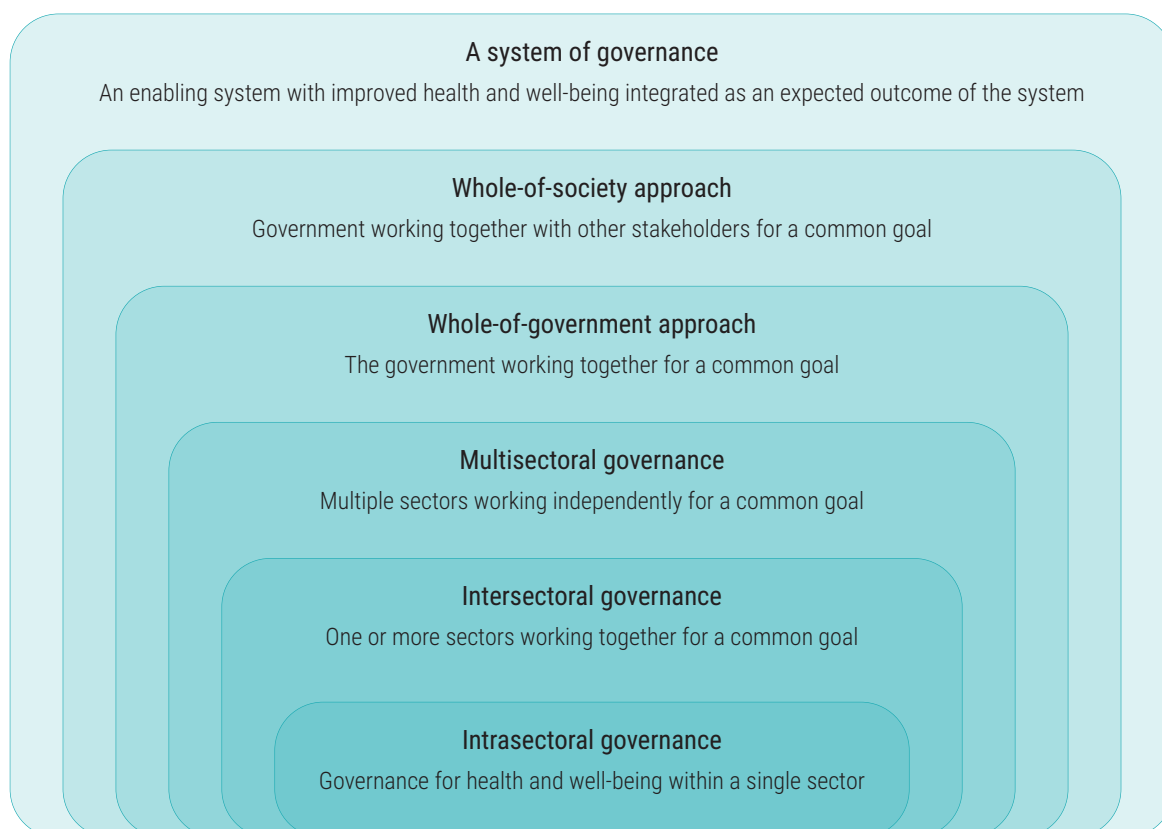 A system of governance
An enabling system with improved health and well-being integrated as an expected outcome of the system
Whole-of-society approach
Government working together with other stakeholders for a common goal
Whole-of-government approach
The government working together for a common goal
Multisectoral governance
Multiple sectors working independently for a common goal
Intersectoral governance
One or more sectors working together for a common goal
Intrasectoral governance
Governance for health and well-being within a single sector